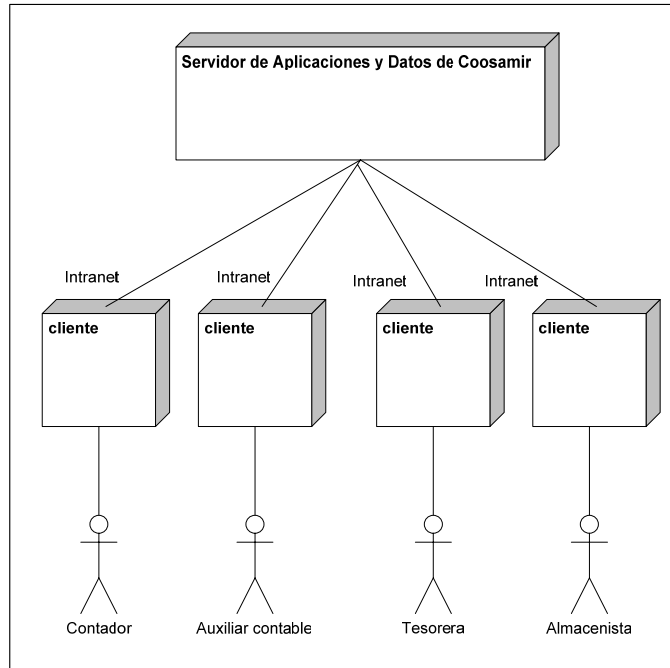 Servidor de Aplicaciones y Datos de Coosamir
Intranet
Intranet
Intranet
Intranet
cliente
cliente
cliente
cliente
Contador
Auxiliar contable
Tesorera
Almacenista